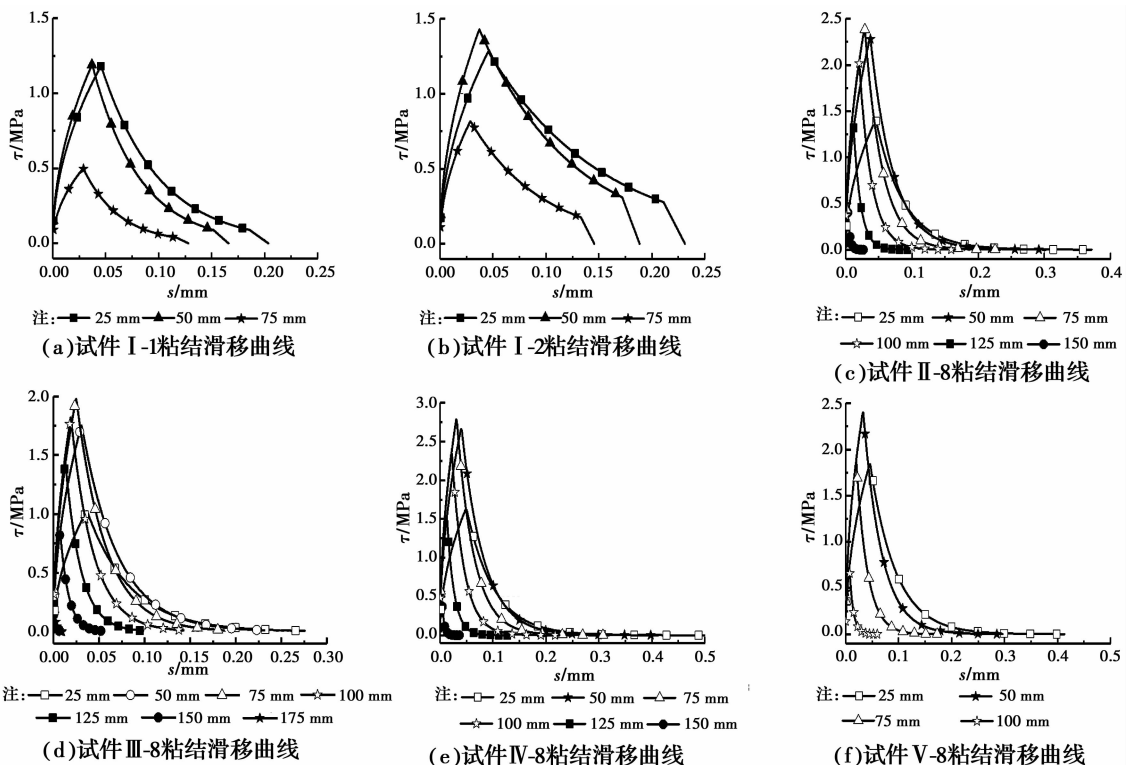 τ/MPa
1.5
1.0
0.5
0.0
0.00 0.05 0.10 0.15 0.20 0.25
s/mm
注: 25 mm 50 mm 75 mm
(a)试件Ⅰ-1粘结滑移曲线
τ/MPa
1.5
1.0
0.5
0.0
0.00 0.05 0.10 0.15 0.20 0.25
s/mm
注: 25 mm 50 mm 75 mm
(b)试件Ⅰ-2粘结滑移曲线
τ/MPa
2.5
2.0
1.5
1.0
0.5
0.0
0.0 0.1 0.2 0.3 0.4
s/mm
注: 25 mm 50 mm 75 mm
100 mm 125 mm 150 mm
(c)试件Ⅱ-8粘结滑移曲线
τ/MPa
2.0
1.5
1.0
0.5
0.0
0.00 0.05 0.10 0.15 0.20 0.25 0.30
s/mm
注: 25 mm 50 mm 75 mm 100 mm
125 mm 150 mm 175 mm
(d)试件Ⅲ-8粘结滑移曲线
τ/MPa
3.0
2.5
2.0
1.5
1.0
0.5
0.0
0.0 0.1 0.2 0.3 0.4 0.5
s/mm
注: 25 mm 50 mm 75 mm
100 mm 125 mm 150 mm
(e)试件Ⅳ-8粘结滑移曲线
τ/MPa
2.5
2.0
1.5
1.0
0.5
0.0
0.0 0.1 0.2 0.3 0.4 0.5
s/mm
注: 25 mm 50 mm
75 mm 100 mm
(f)试件Ⅴ-8粘结滑移曲线